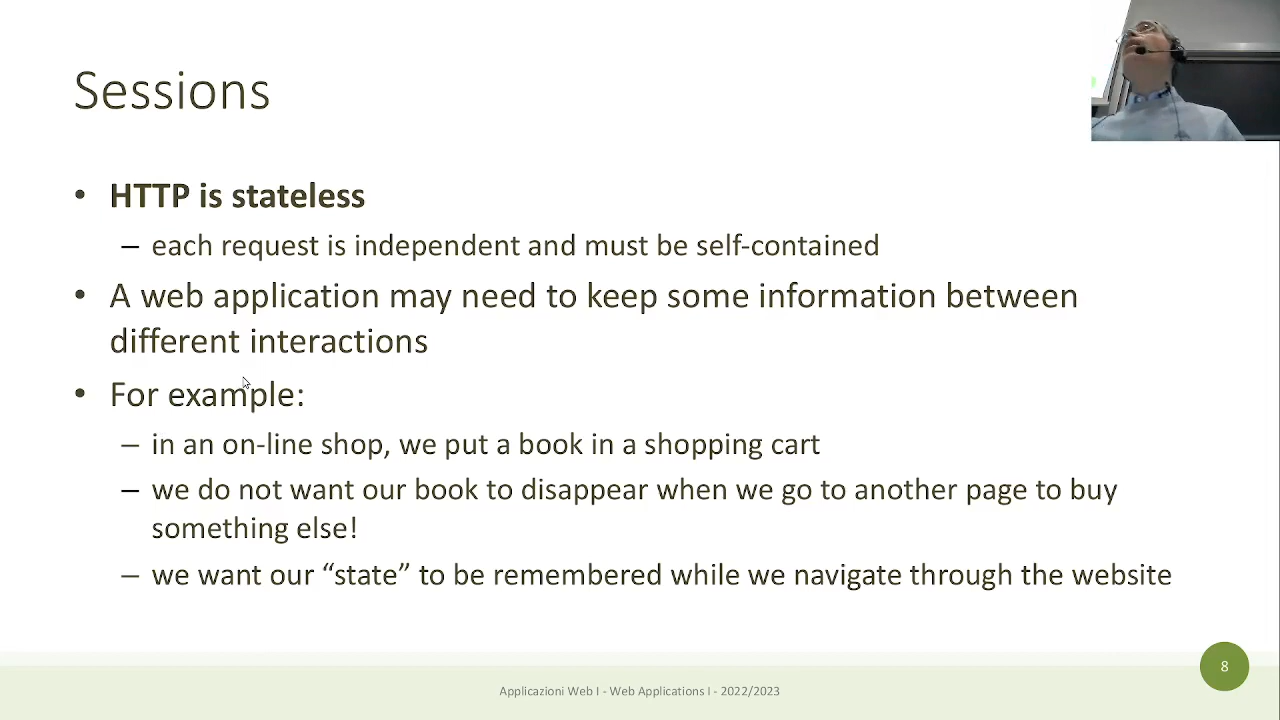 Sessions
• HTTP is stateless
– each request is independent and must be self-contained
• A web application may need to keep some information between
different interactions
• For example:
– in an on-line shop, we put a book in a shopping cart
– we do not want our book to disappear when we go to another page to buy
something else!
– we want our “state” to be remembered while we navigate through the website
8
Applicazioni Web I - Web Applications I - 2022/2023